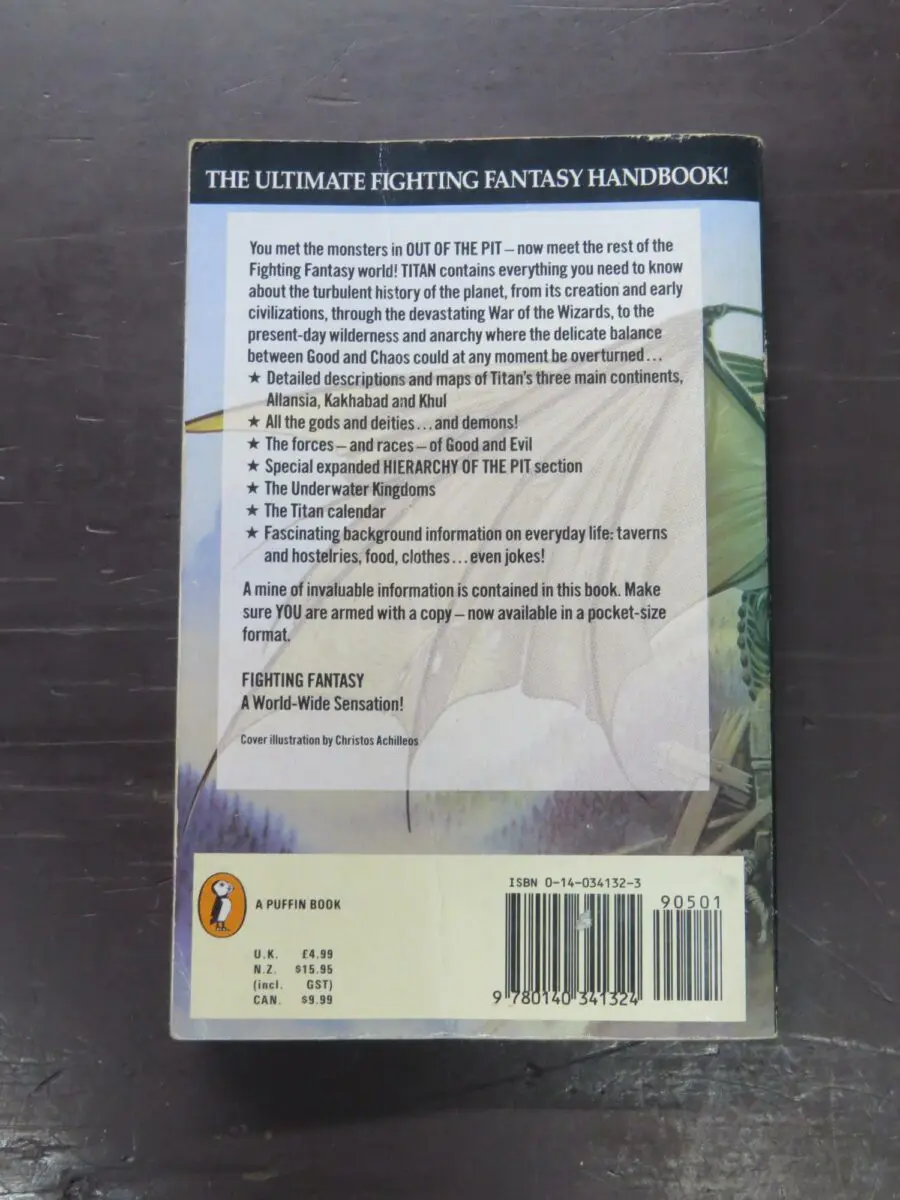 THE ULTIMATE FIGHTING FANTASY HANDBOOK!
You met the monsters in OUT OF THE PIT – now meet the rest of the
Fighting Fantasy world! TITAN contains everything you need to know
about the turbulent history of the planet, from its creation and early
civilizations, through the devastating War of the Wizards, to the
present-day wilderness and anarchy where the delicate balance
between Good and Chaos could at any moment be overturned...
★ Detailed descriptions and maps of Titan's three main continents,
Allansia, Kakhabad and Khul
★ All the gods and deities...and demons!
★ The forces – and races – of Good and Evil
★ Special expanded HIERARCHY OF THE PIT section
★ The Underwater Kingdoms
★ The Titan calendar
★ Fascinating background information on everyday life: taverns
and hostelries, food, clothes...even jokes!
A mine of invaluable information is contained in this book. Make
sure YOU are armed with a copy – now available in a pocket-size
format.
FIGHTING FANTASY
A World-Wide Sensation!
Cover illustration by Christos Achilleos
A PUFFIN BOOK
U.K. £4.99
N.Z. $15.95
(incl. GST)
CAN. $9.99
ISBN 0-14-034132-3
90501
9 780140 341324